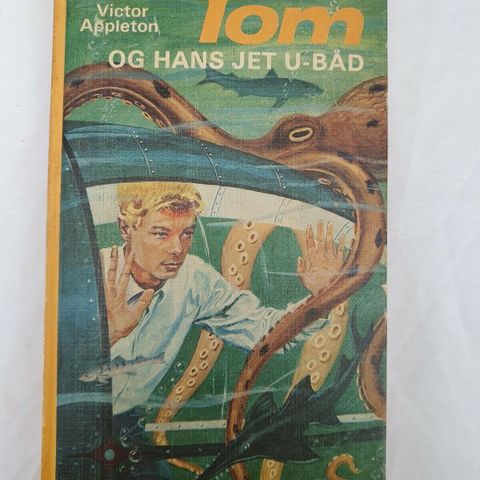 Victor
Appleton
Tom
OG HANS JET U-BÅD